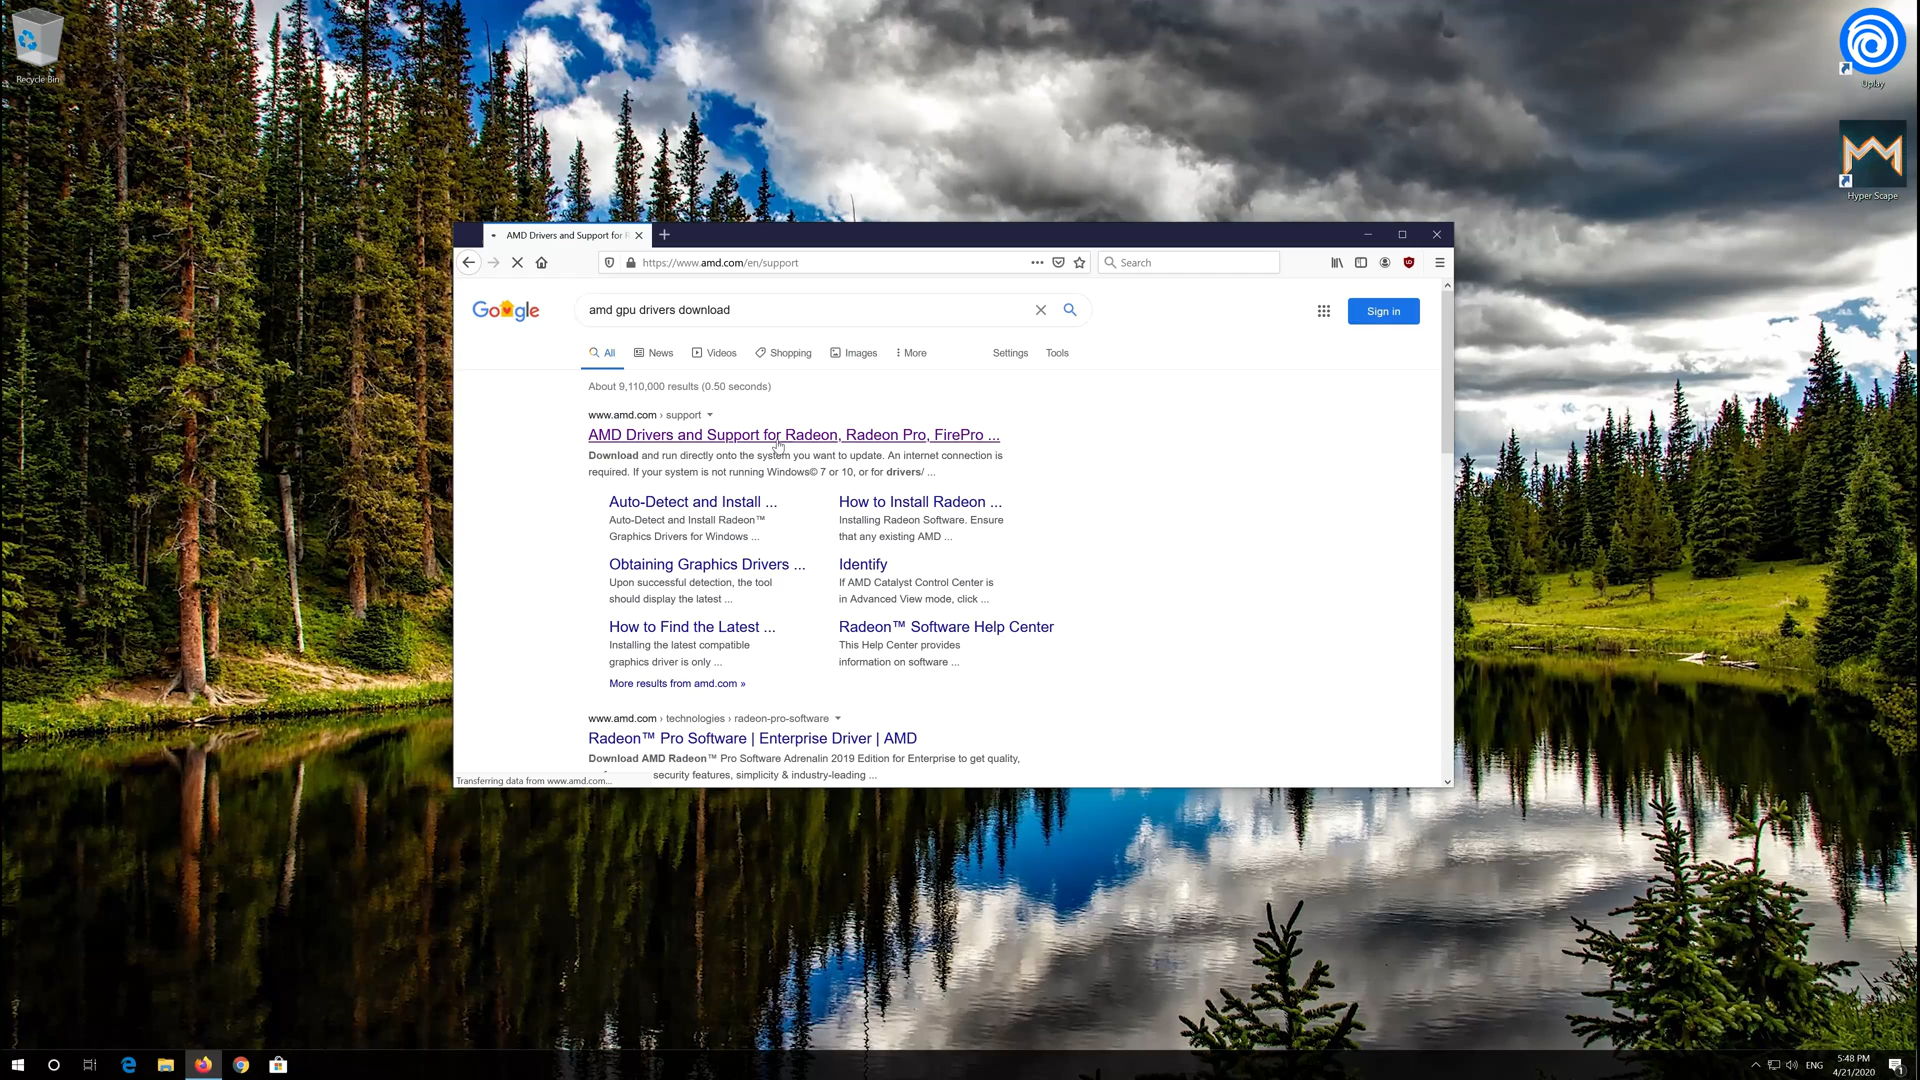 Recycle Bin
Uplay
Hyper Scape
AMD Drivers and Support for R
https://www.amd.com/en/support
Search
Google
amd gpu drivers download
Sign in
All
News
Videos
Shopping
Images
More
Settings
Tools
About 9,110,000 results (0.50 seconds)
www.amd.com › support
AMD Drivers and Support for Radeon, Radeon Pro, FirePro ...
Download and run directly onto the system you want to update. An internet connection is
required. If your system is not running Windows© 7 or 10, or for drivers/ ...
Auto-Detect and Install ...
Auto-Detect and Install Radeon™
Graphics Drivers for Windows ...
How to Install Radeon ...
Installing Radeon Software. Ensure
that any existing AMD ...
Obtaining Graphics Drivers ...
Upon successful detection, the tool
should display the latest ...
Identify
If AMD Catalyst Control Center is
in Advanced View mode, click ...
How to Find the Latest ...
Installing the latest compatible
graphics driver is only ...
Radeon™ Software Help Center
This Help Center provides
information on software ...
More results from amd.com »
www.amd.com › technologies › radeon-pro-software
Radeon™ Pro Software | Enterprise Driver | AMD
Download AMD Radeon™ Pro Software Adrenalin 2019 Edition for Enterprise to get quality,
security features, simplicity & industry-leading ...
Transferring data from www.amd.com...
ENG
5:48 PM
4/21/2020
1